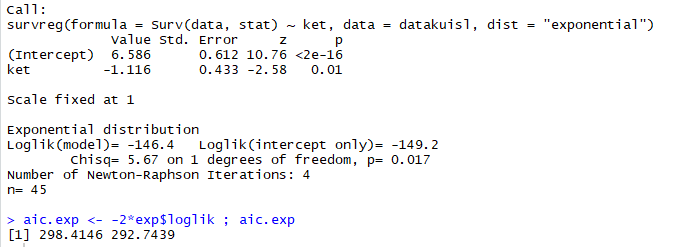 Call:
survreg(formula = Surv(data, stat) ~ ket, data = datakuis1, dist = "exponential")
Value Std. Error z p
(Intercept) 6.586 0.612 10.76 <2e-16
ket -1.116 0.433 -2.58 0.01
Scale fixed at 1
Exponential distribution
Loglik(model)= -146.4 Loglik(intercept only)= -149.2
Chisq= 5.67 on 1 degrees of freedom, p= 0.017
Number of Newton-Raphson Iterations: 4
n= 45
> aic.exp <- -2*exp$loglik ; aic.exp
[1] 298.4146 292.7439